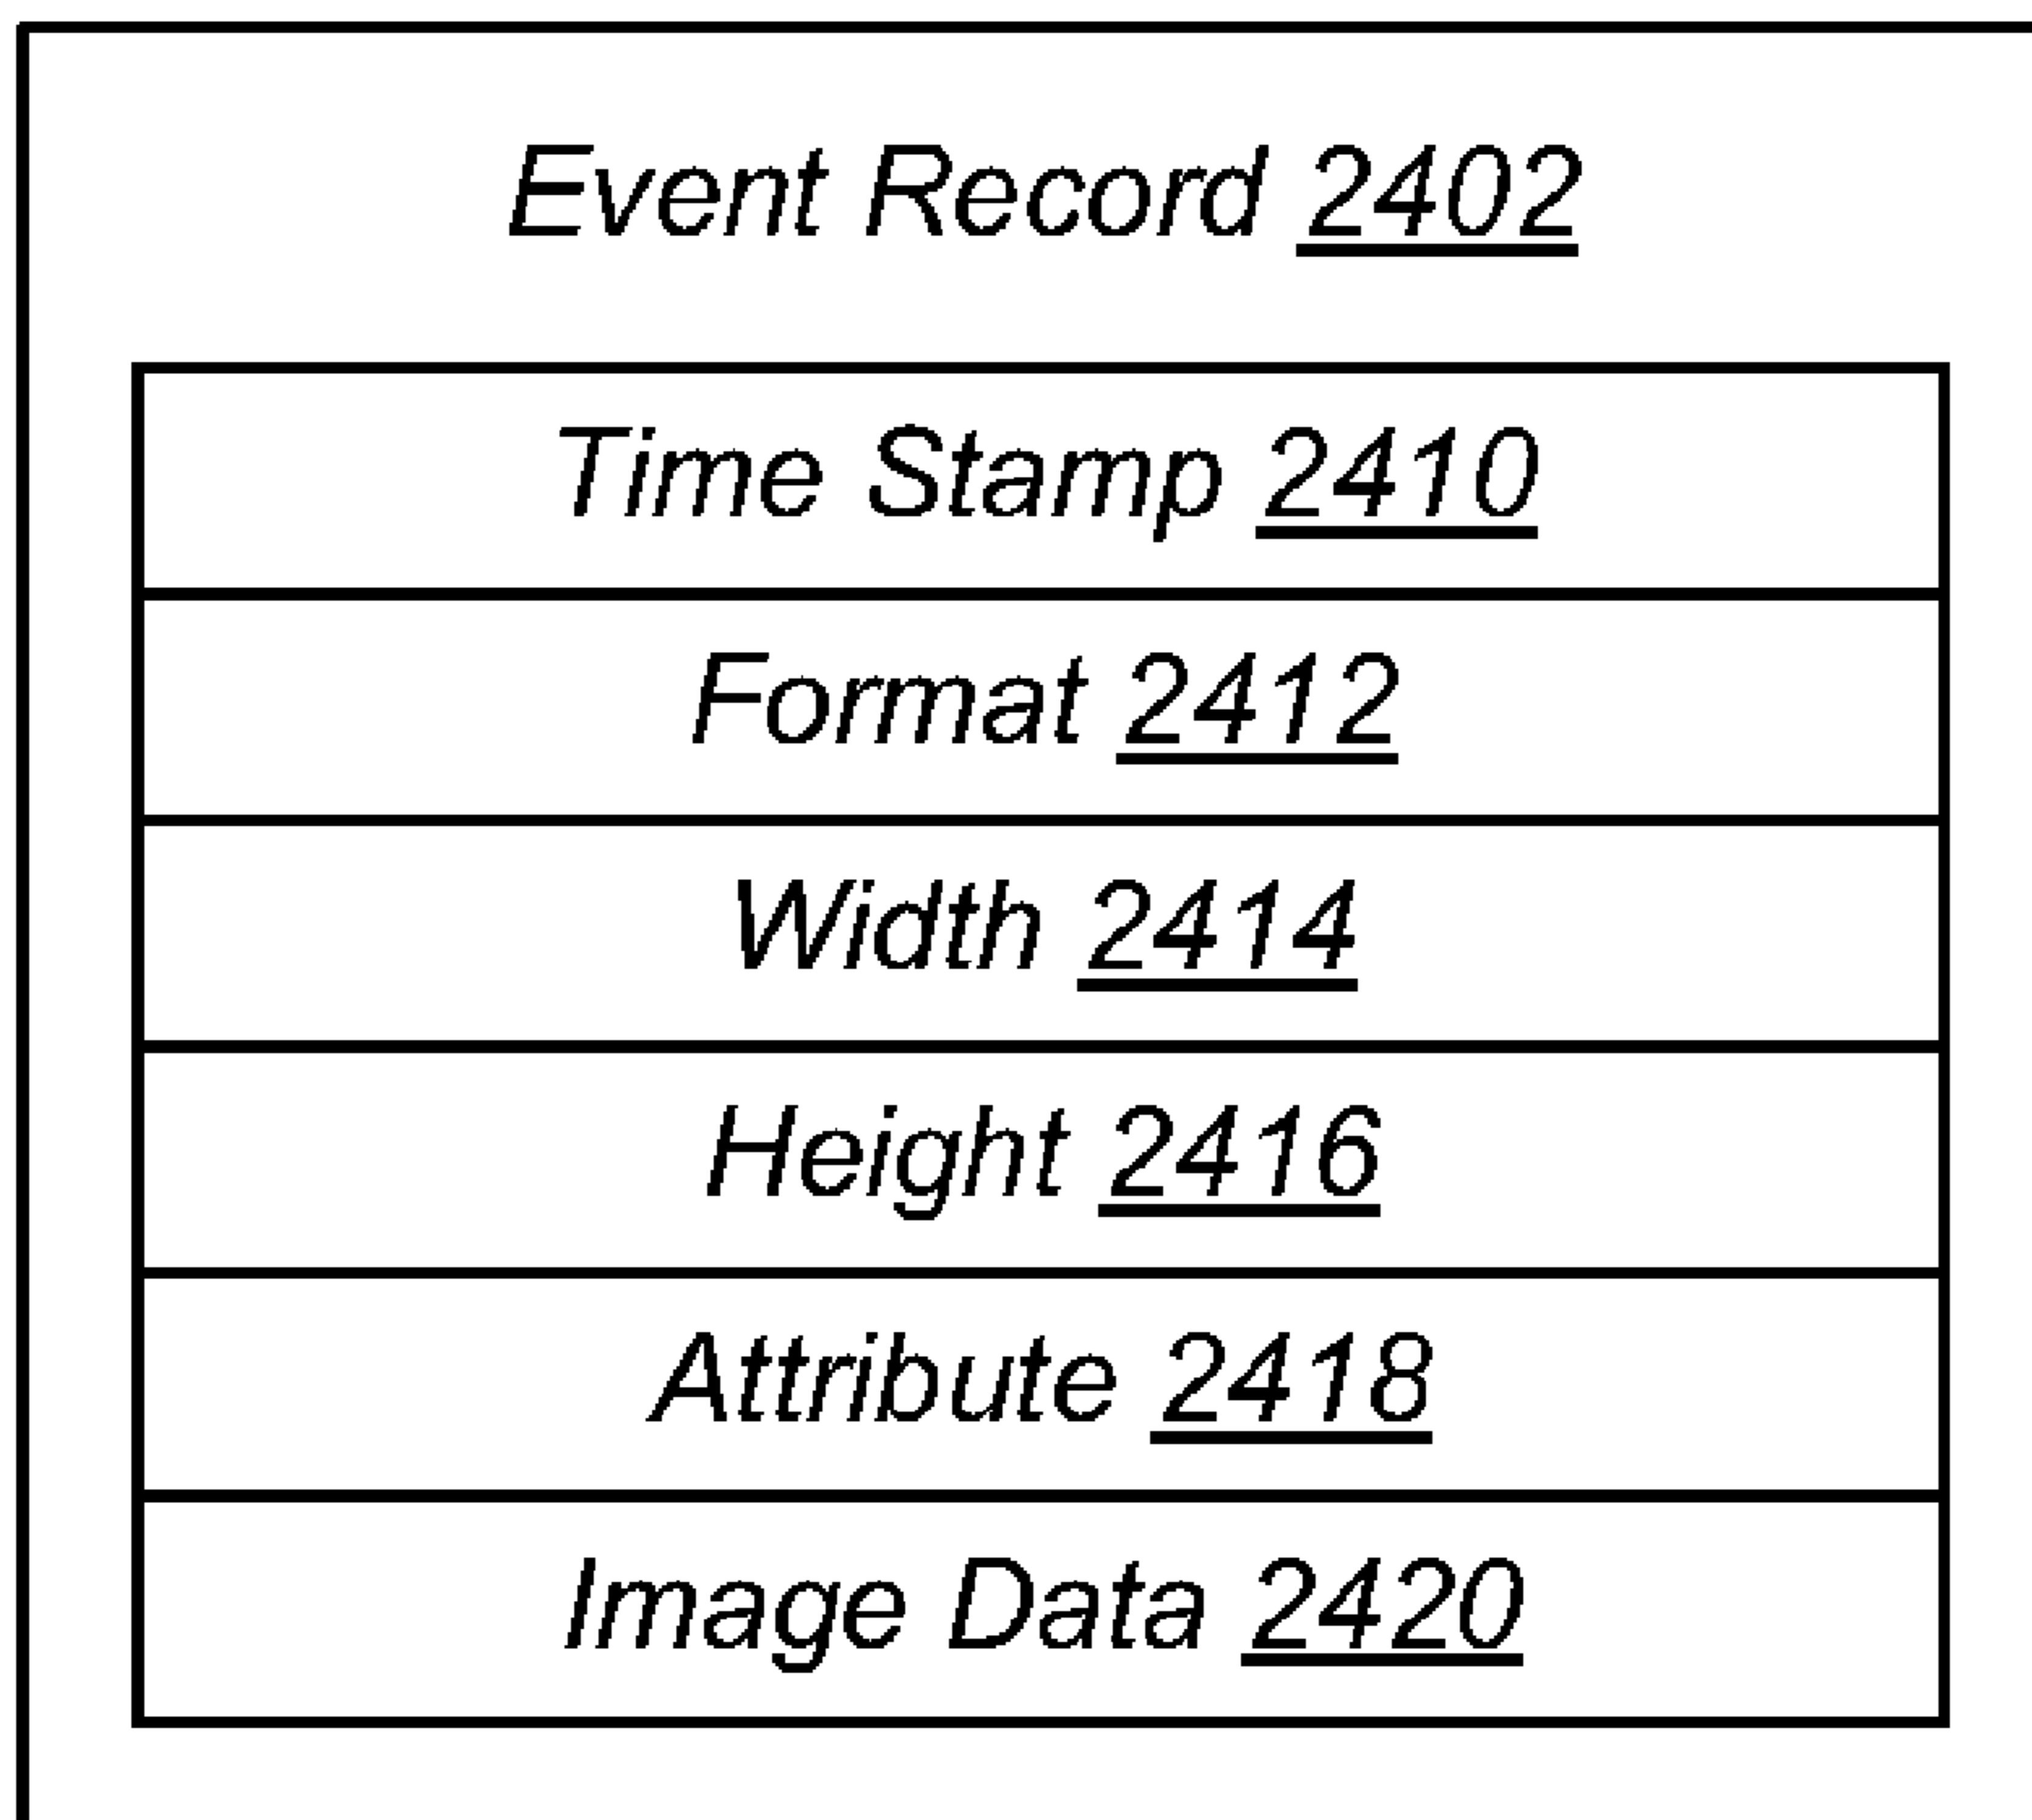 Event Record 2402
Time Stamp 2410
Format 2412
Width 2414
Height 2416
Attribute 2418
Image Data 2420